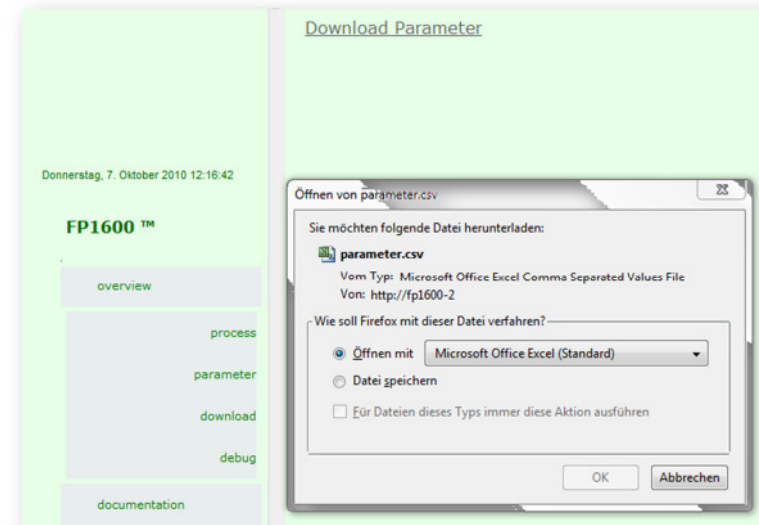 Download Parameter
Donnerstag, 7. Oktober 2010 12:16:42
FP1600 ™
.
overview
process
parameter
download
debug
documentation
Öffnen von parameter.csv
Sie möchten folgende Datei herunterladen:
parameter.csv
Vom Typ: Microsoft Office Excel Comma Separated Values File
Von: http://fp1600-2
Wie soll Firefox mit dieser Datei verfahren?
Öffnen mit Microsoft Office Excel (Standard)
Datei speichern
Für Dateien dieses Typs immer diese Aktion ausführen
OK Abbrechen